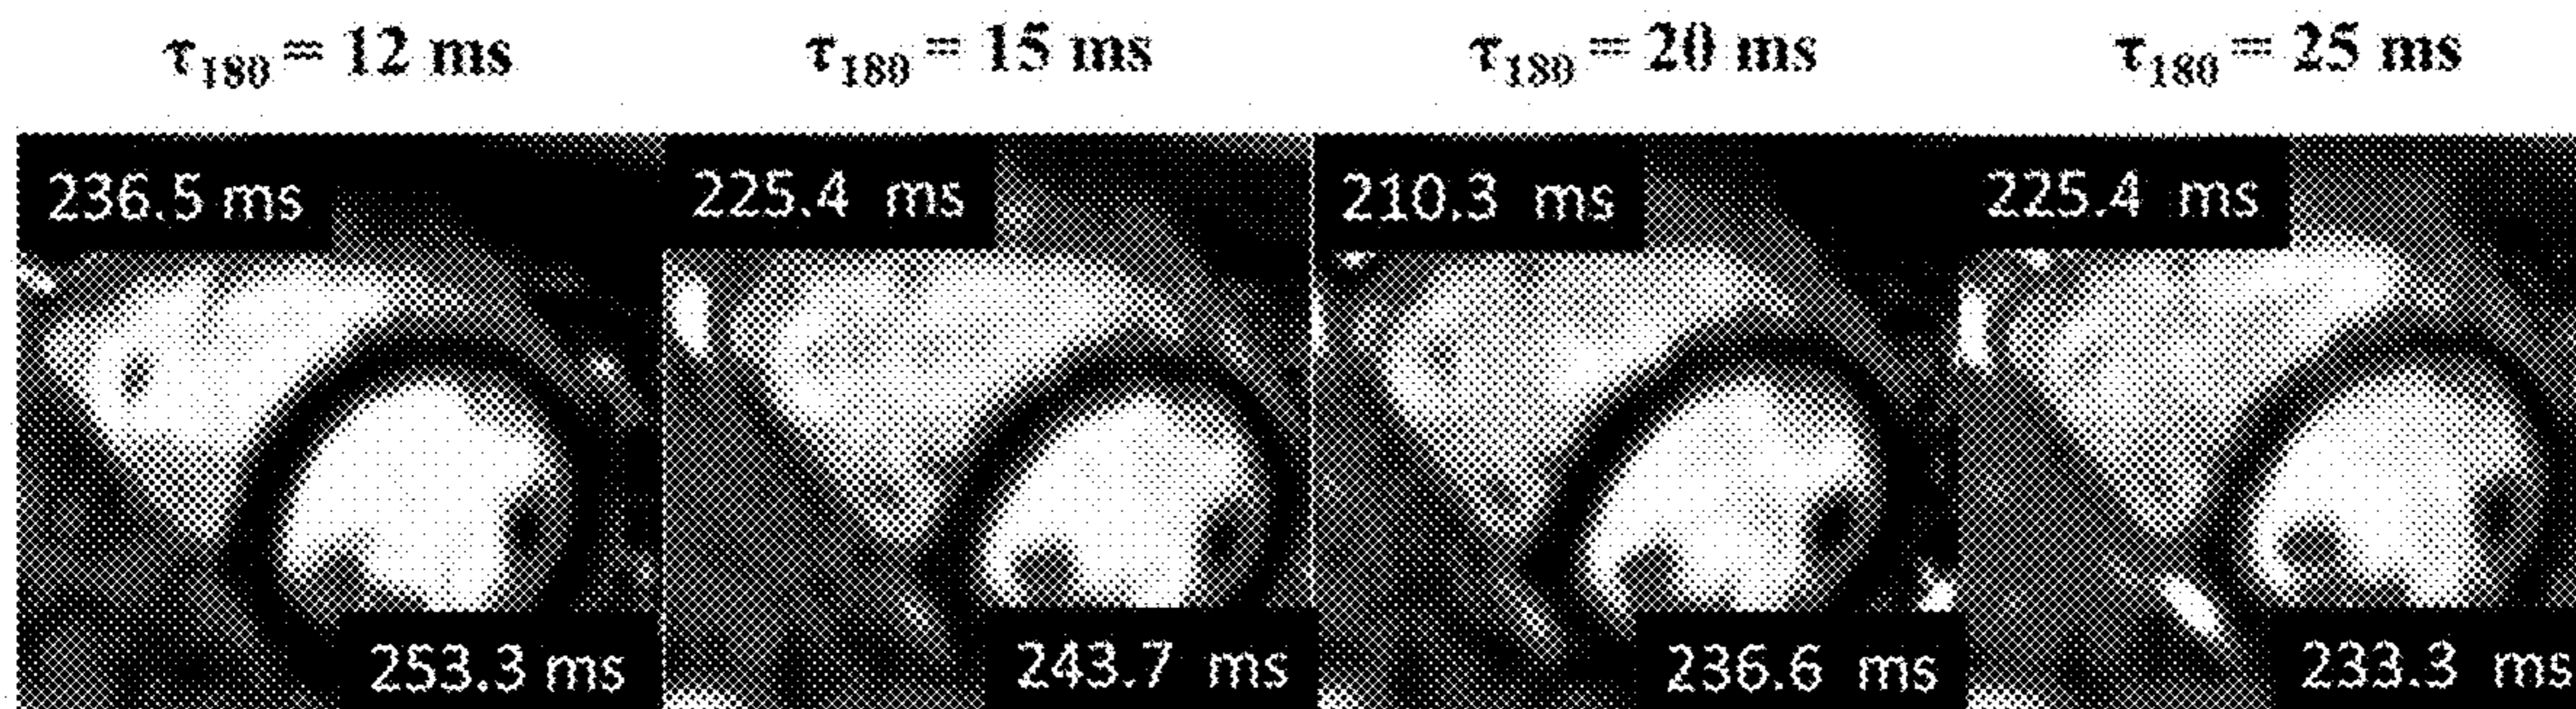 τ180 = 12 ms τ180 = 15 ms τ180 = 20 ms τ180 = 25 ms
236.5 ms 225.4 ms 210.3 ms 225.4 ms
253.3 ms 243.7 ms 236.6 ms 233.3 ms